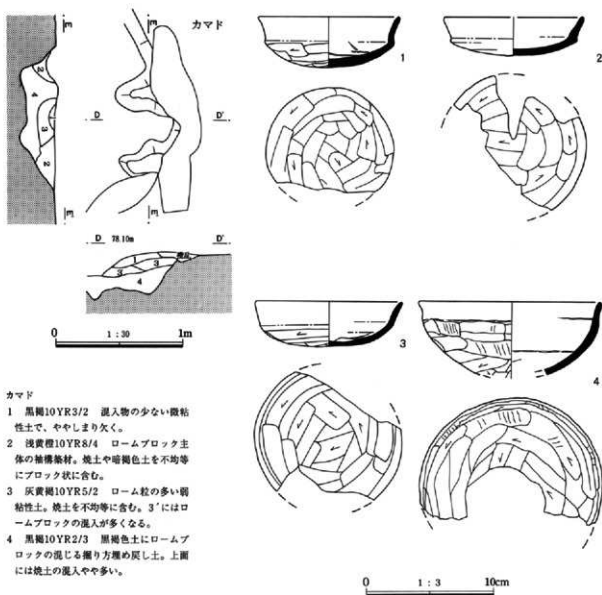 カマド
E
E'
2
4
3
2
D
D'
E
E'
D
78.10m
D'
1
3
3'
4
0
1:30
1m
カマド
1 黒褐10YR3/2 混入物の少ない微粘
性土で、ややしまり欠く。
2 浅黄橙10YR8/4 ロームブロック主
体の袖構築材。焼土や暗褐色土を不均等
にブロック状に含む。
3 灰黄褐10YR5/2 ローム粒の多い弱
粘性土。焼土を不均等に含む。3'にはロ
ームブロックの混入が多くなる。
4 黒褐10YR2/3 黒褐色土にロームブ
ロックの混じる掘り方埋め戻し土。上面
には焼土の混入やや多い。
1
2
3
4
0
1:3
10cm